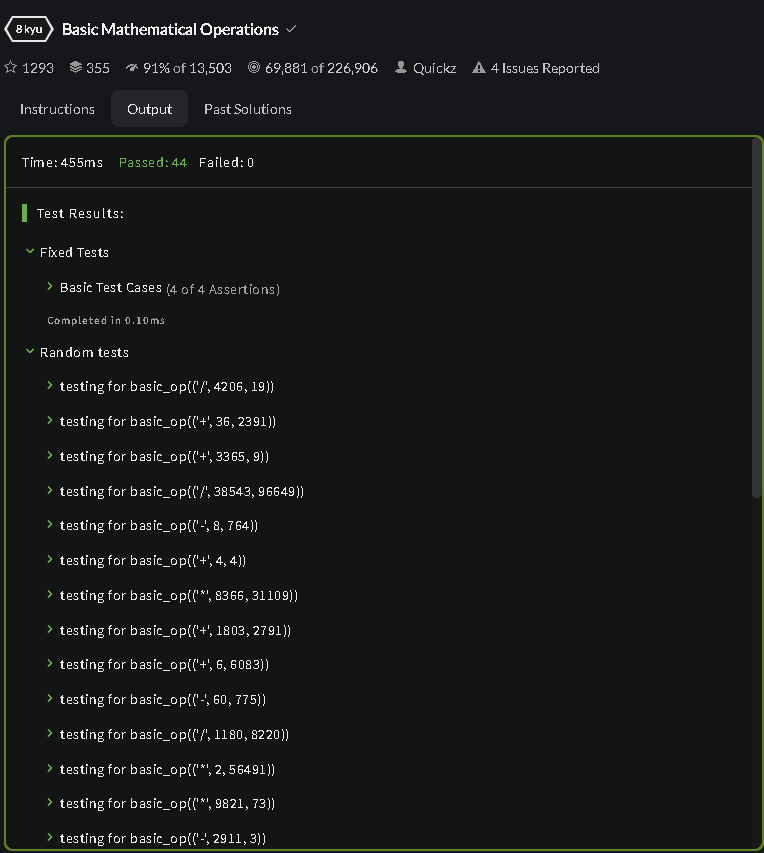 8 kyu Basic Mathematical Operations
1293 355 91% of 13,503 69,881 of 226,906 Quickz 4 Issues Reported
Instructions Output Past Solutions
Time: 455ms Passed: 44 Failed: 0
Test Results:
Fixed Tests
Basic Test Cases (4 of 4 Assertions)
Completed in 0.10ms
Random tests
testing for basic_op(('/', 4206, 19))
testing for basic_op(('+', 36, 2391))
testing for basic_op(('+', 3365, 9))
testing for basic_op(('/', 38543, 96649))
testing for basic_op(('-', 8, 764))
testing for basic_op(('+', 4, 4))
testing for basic_op(('*', 8366, 31109))
testing for basic_op(('+', 1803, 2791))
testing for basic_op(('+', 6, 6083))
testing for basic_op(('-', 60, 775))
testing for basic_op(('/', 1180, 8220))
testing for basic_op(('*', 2, 56491))
testing for basic_op(('*', 9821, 73))
testing for basic_op(('-', 2911, 3))